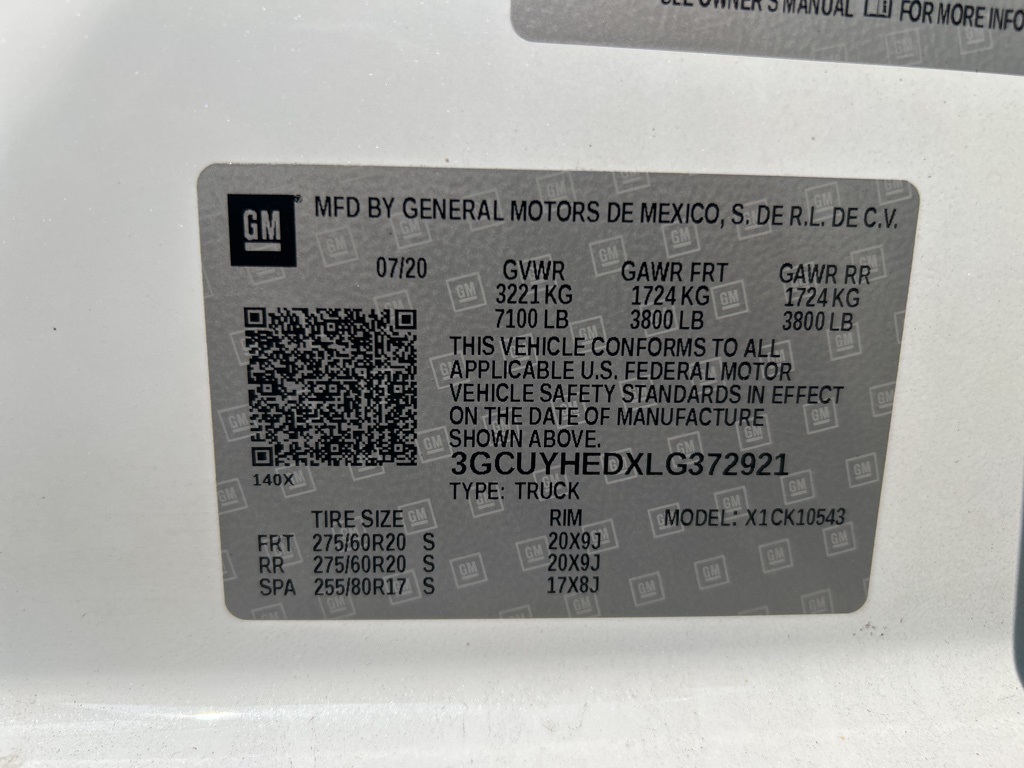 SEE OWNER'S MANUAL FOR MORE INFO
GM ® MFD BY GENERAL MOTORS DE MEXICO, S. DE R.L. DE C.V.
07/20 GVWR GAWR FRT GAWR RR
3221 KG 1724 KG 1724 KG
7100 LB 3800 LB 3800 LB
THIS VEHICLE CONFORMS TO ALL
APPLICABLE U.S. FEDERAL MOTOR
VEHICLE SAFETY STANDARDS IN EFFECT
ON THE DATE OF MANUFACTURE
SHOWN ABOVE.
3GCUYHEDXLG372921
140X
TYPE: TRUCK
TIRE SIZE RIM MODEL: X1CK10543
FRT 275/60R20 S 20X9J
RR 275/60R20 S 20X9J
SPA 255/80R17 S 17X8J